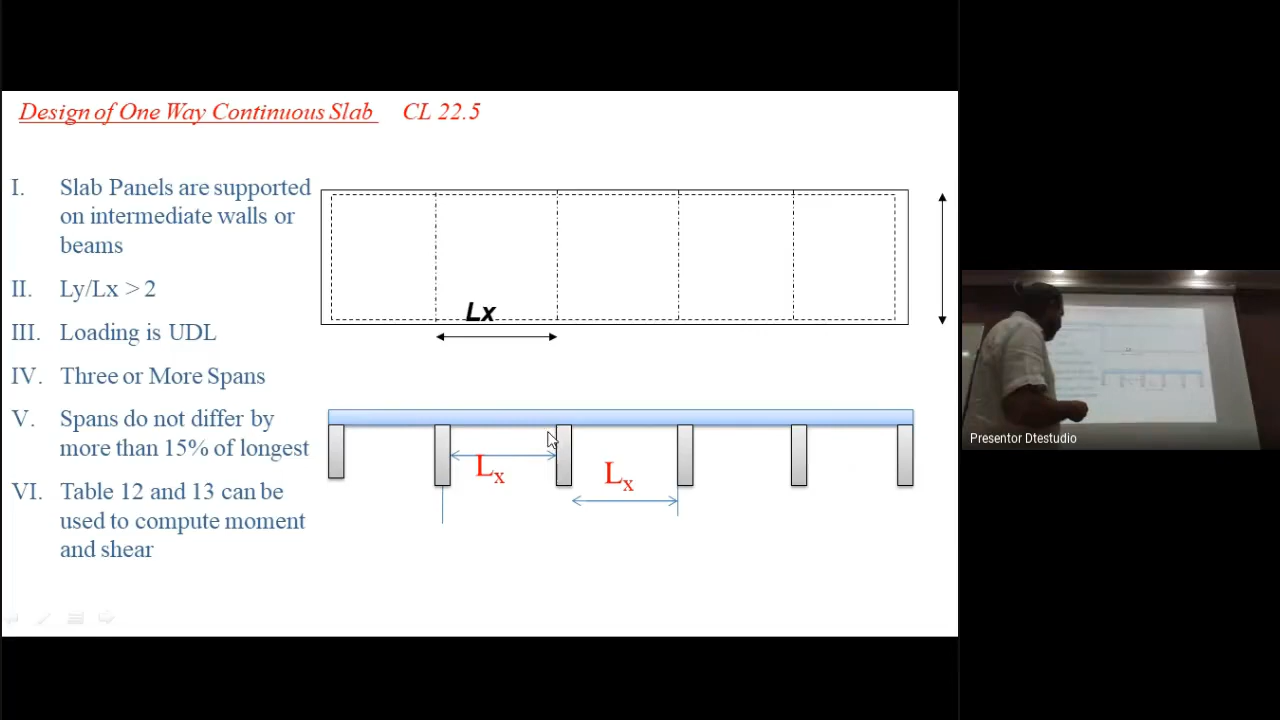 Design of One Way Continuous Slab CL 22.5
I. Slab Panels are supported
on intermediate walls or
beams
II. Ly/Lx > 2
III. Loading is UDL
IV. Three or More Spans
V. Spans do not differ by
more than 15% of longest
VI. Table 12 and 13 can be
used to compute moment
and shear
Lx
Lx
Lx
Presentor Dtestudio